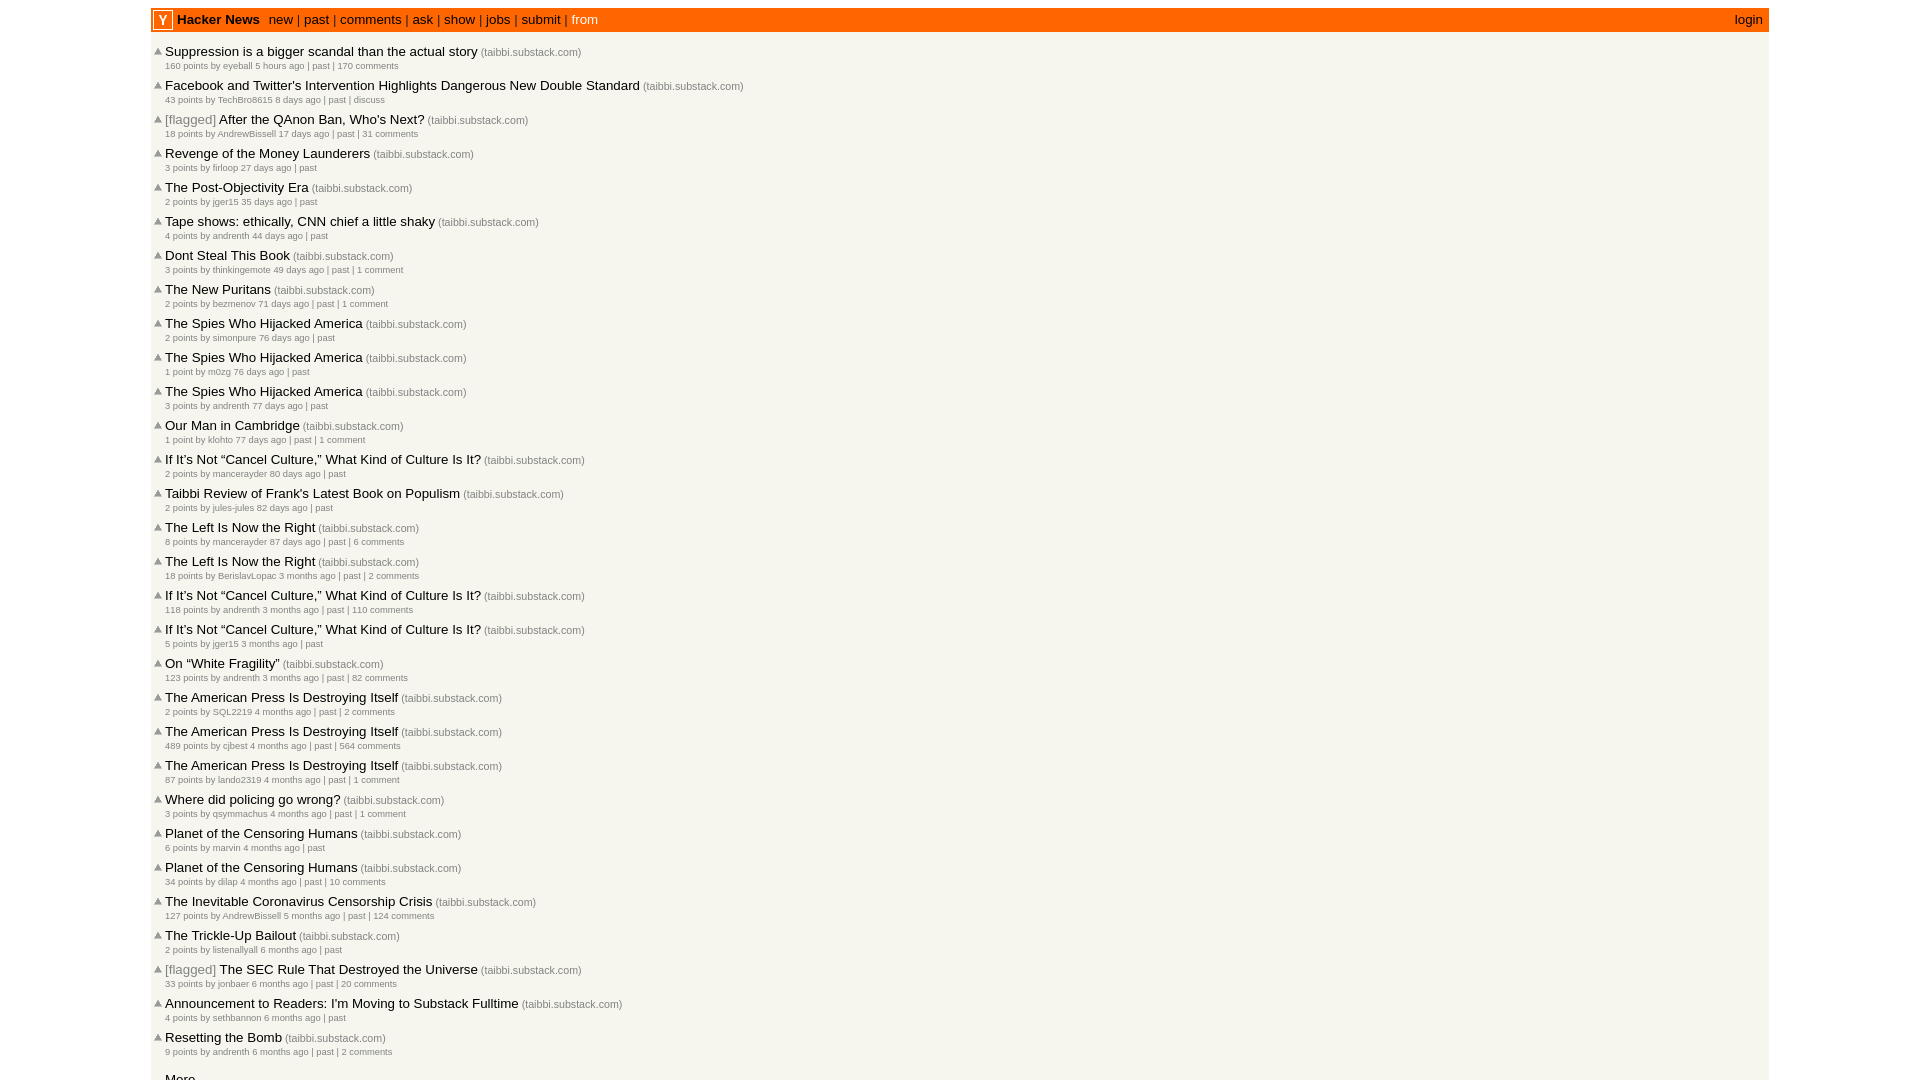 Y Hacker News new | past | comments | ask | show | jobs | submit | from login
Suppression is a bigger scandal than the actual story (taibbi.substack.com)
160 points by eyeball 5 hours ago | past | 170 comments
Facebook and Twitter's Intervention Highlights Dangerous New Double Standard (taibbi.substack.com)
43 points by TechBro8615 8 days ago | past | discuss
[flagged] After the QAnon Ban, Who's Next? (taibbi.substack.com)
18 points by AndrewBissell 17 days ago | past | 31 comments
Revenge of the Money Launderers (taibbi.substack.com)
3 points by firloop 27 days ago | past
The Post-Objectivity Era (taibbi.substack.com)
2 points by jger15 35 days ago | past
Tape shows: ethically, CNN chief a little shaky (taibbi.substack.com)
4 points by andrenth 44 days ago | past
Dont Steal This Book (taibbi.substack.com)
3 points by thinkingemote 49 days ago | past | 1 comment
The New Puritans (taibbi.substack.com)
2 points by bezmenov 71 days ago | past | 1 comment
The Spies Who Hijacked America (taibbi.substack.com)
2 points by simonpure 76 days ago | past
The Spies Who Hijacked America (taibbi.substack.com)
1 point by m0zg 76 days ago | past
The Spies Who Hijacked America (taibbi.substack.com)
3 points by andrenth 77 days ago | past
Our Man in Cambridge (taibbi.substack.com)
1 point by klohto 77 days ago | past | 1 comment
If It’s Not “Cancel Culture,” What Kind of Culture Is It? (taibbi.substack.com)
2 points by mancerayder 80 days ago | past
Taibbi Review of Frank's Latest Book on Populism (taibbi.substack.com)
2 points by jules-jules 82 days ago | past
The Left Is Now the Right (taibbi.substack.com)
8 points by mancerayder 87 days ago | past | 6 comments
The Left Is Now the Right (taibbi.substack.com)
18 points by BerislavLopac 3 months ago | past | 2 comments
If It’s Not “Cancel Culture,” What Kind of Culture Is It? (taibbi.substack.com)
118 points by andrenth 3 months ago | past | 110 comments
If It’s Not “Cancel Culture,” What Kind of Culture Is It? (taibbi.substack.com)
5 points by jger15 3 months ago | past
On “White Fragility” (taibbi.substack.com)
123 points by andrenth 3 months ago | past | 82 comments
The American Press Is Destroying Itself (taibbi.substack.com)
2 points by SQL2219 4 months ago | past | 2 comments
The American Press Is Destroying Itself (taibbi.substack.com)
489 points by cjbest 4 months ago | past | 564 comments
The American Press Is Destroying Itself (taibbi.substack.com)
87 points by lando2319 4 months ago | past | 1 comment
Where did policing go wrong? (taibbi.substack.com)
3 points by qsymmachus 4 months ago | past | 1 comment
Planet of the Censoring Humans (taibbi.substack.com)
6 points by marvin 4 months ago | past
Planet of the Censoring Humans (taibbi.substack.com)
34 points by dilap 4 months ago | past | 10 comments
The Inevitable Coronavirus Censorship Crisis (taibbi.substack.com)
127 points by AndrewBissell 5 months ago | past | 124 comments
The Trickle-Up Bailout (taibbi.substack.com)
2 points by listenallyall 6 months ago | past
[flagged] The SEC Rule That Destroyed the Universe (taibbi.substack.com)
33 points by jonbaer 6 months ago | past | 20 comments
Announcement to Readers: I'm Moving to Substack Fulltime (taibbi.substack.com)
4 points by sethbannon 6 months ago | past
Resetting the Bomb (taibbi.substack.com)
9 points by andrenth 6 months ago | past | 2 comments
More